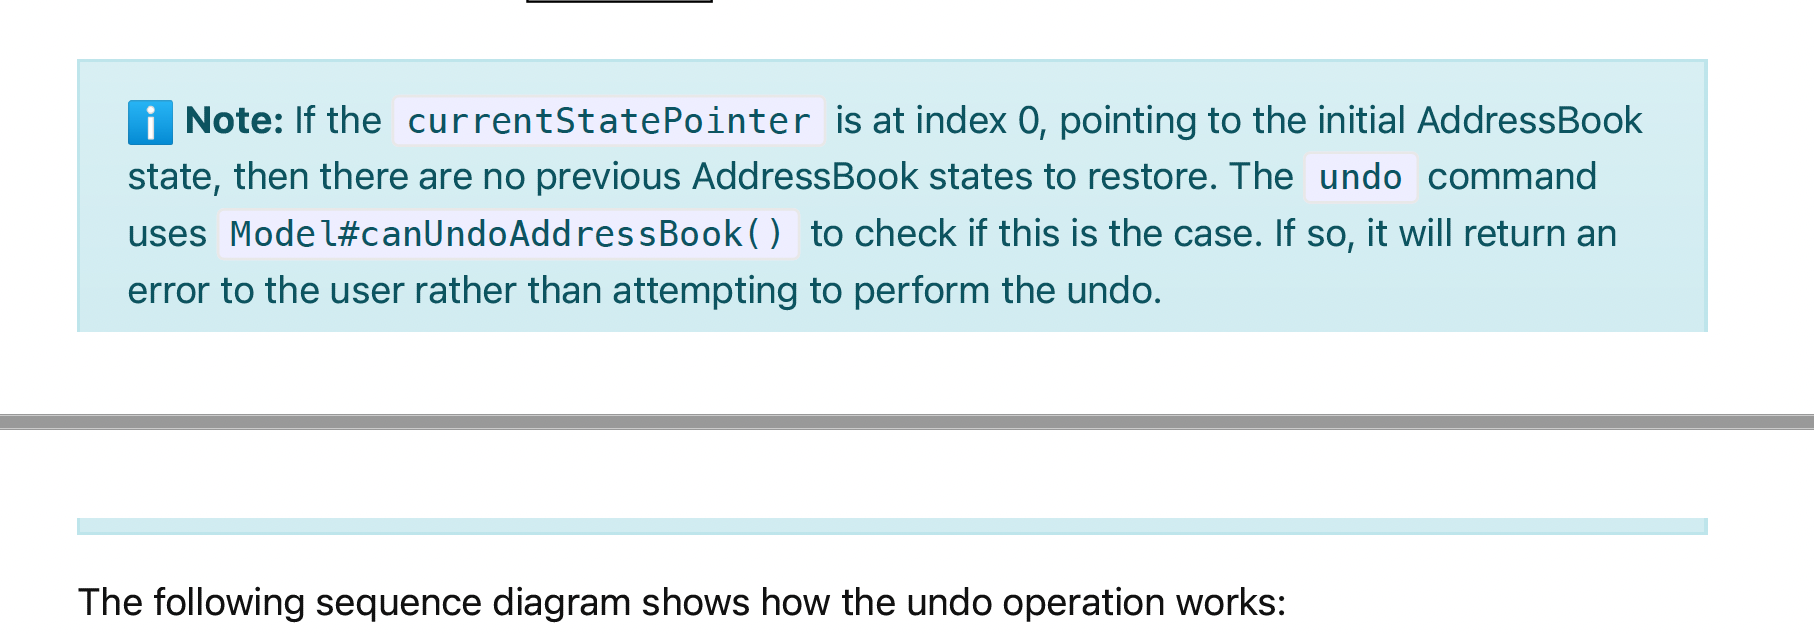 ℹ️ Note: If the currentStatePointer is at index 0, pointing to the initial AddressBook
state, then there are no previous AddressBook states to restore. The undo command
uses Model#canUndoAddressBook() to check if this is the case. If so, it will return an
error to the user rather than attempting to perform the undo.
The following sequence diagram shows how the undo operation works: